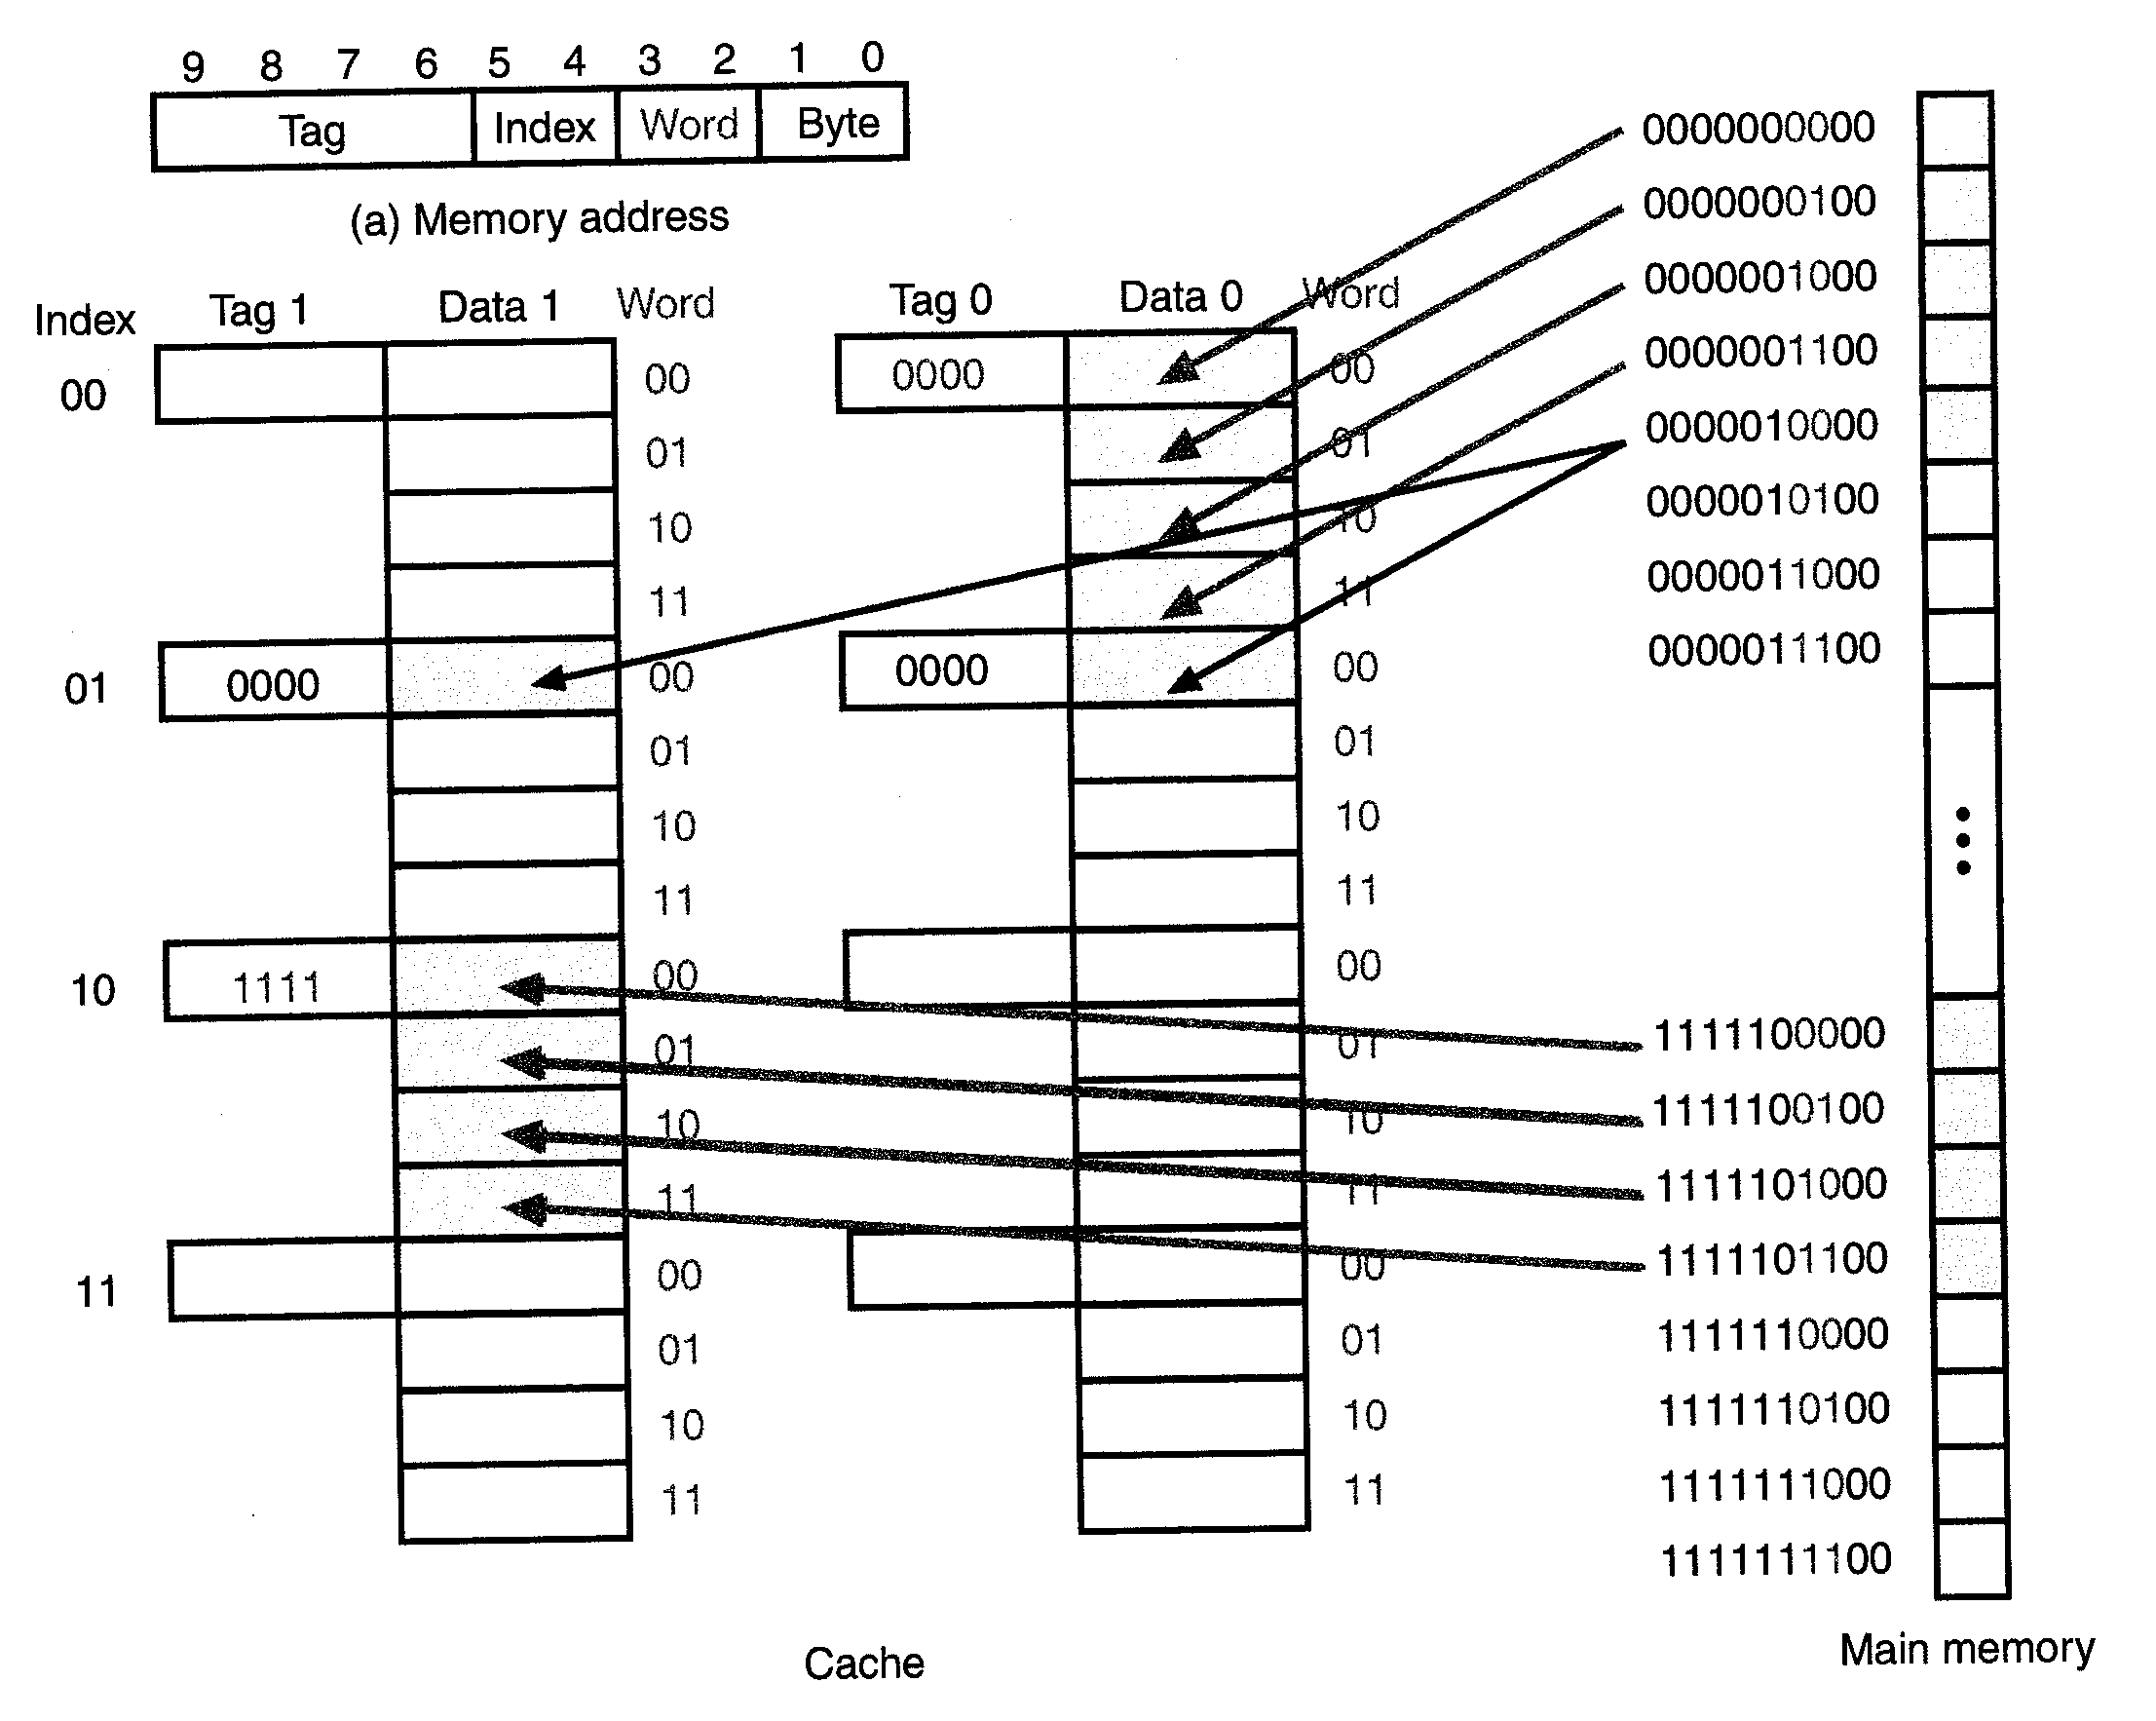 9 8 7 6 5 4 3 2 1 0
Tag Index Word Byte
(a) Memory address
Index Tag 1 Data 1 Word Tag 0 Data 0 Word
00 00 0000 00
01 01
10 10
11 11
01 0000 00 0000 00
01 01
10 10
11 11
10 1111 00 00
01 01
10 10
11 11
11 00 00
01 01
10 10
11 11
0000000000
0000000100
0000001000
0000001100
0000010000
0000010100
0000011000
0000011100
1111100000
1111100100
1111101000
1111101100
1111110000
1111110100
1111111000
1111111100
Cache
Main memory